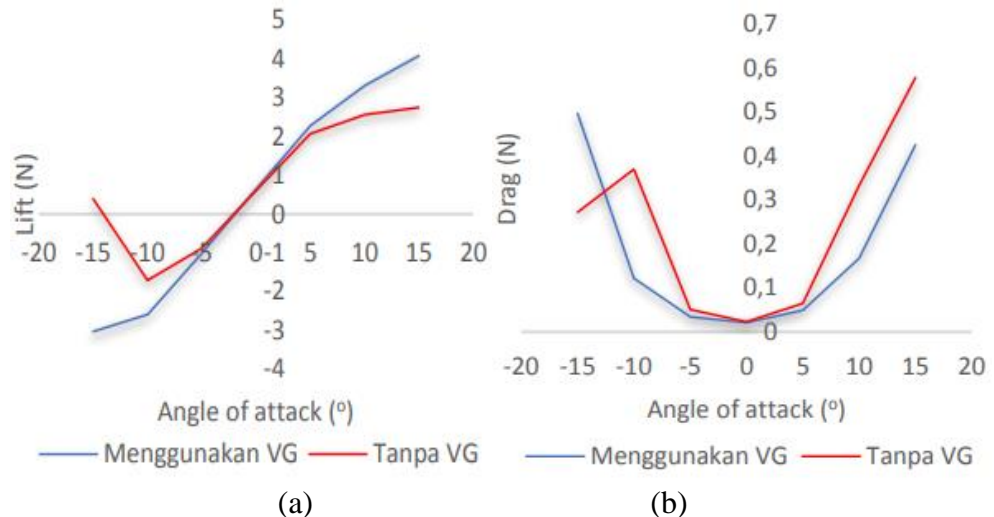 5
4
3
2
1
0
-20 -15 -10 -5 0 -1 5 10 15 20
-2
-3
-4
Lift (N)
Angle of attack (º)
Menggunakan VG Tanpa VG
(a)
0,7
0,6
0,5
0,4
0,3
0,2
0,1
0
-20 -15 -10 -5 0 5 10 15 20
Drag (N)
Angle of attack (º)
Menggunakan VG Tanpa VG
(b)